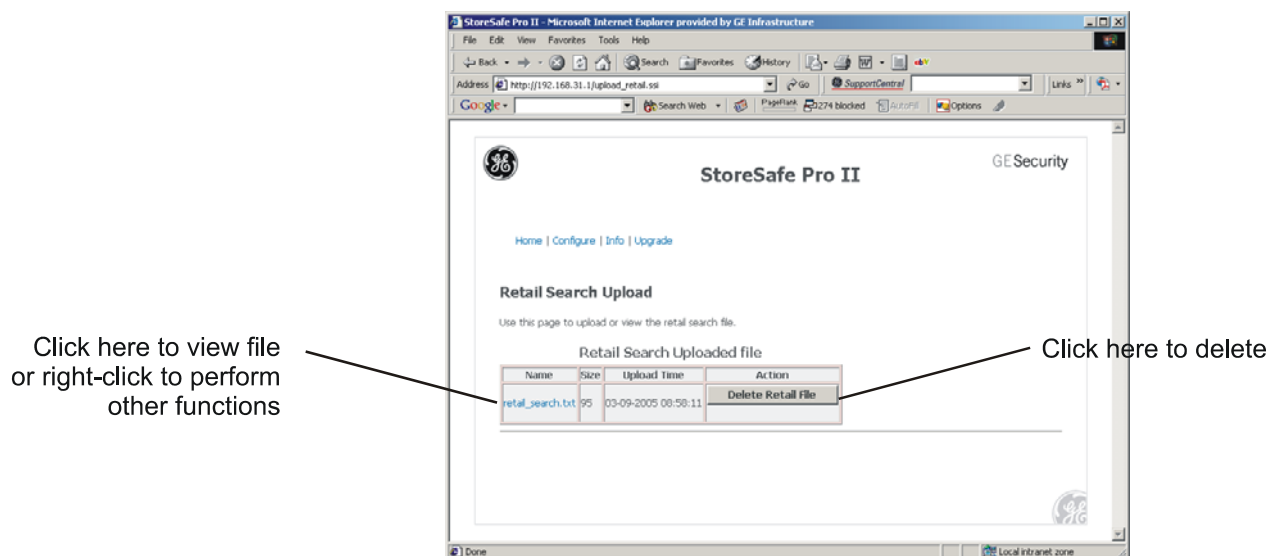 StoreSafe Pro II - Microsoft Internet Explorer provided by GE Infrastructure
File Edit View Favorites Tools Help
Back Search Favorites History
Address http://192.168.31.1/upload_retail.ssi Go SupportCentral Links »
Google Search Web PageRank 3274 blocked AutoFill Options
GE
StoreSafe Pro II
GE Security
Home | Configure | Info | Upgrade
Retail Search Upload
Use this page to upload or view the retail search file.
Retail Search Uploaded file
Name Size Upload Time Action
retail_search.txt 95 03-09-2005 08:58:11 Delete Retail File
Click here to view file
or right-click to perform
other functions
Click here to delete
Done Local intranet zone